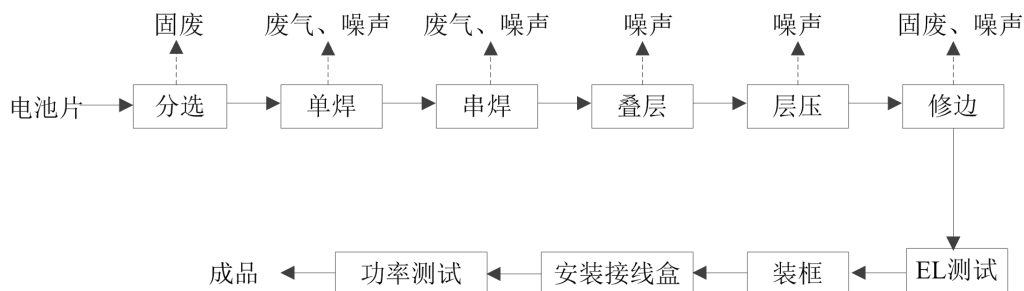 固废 废气、噪声 废气、噪声 噪声 噪声 固废、噪声
电池片 分选 单焊 串焊 叠层 层压 修边
成品 功率测试 安装接线盒 装框 EL测试